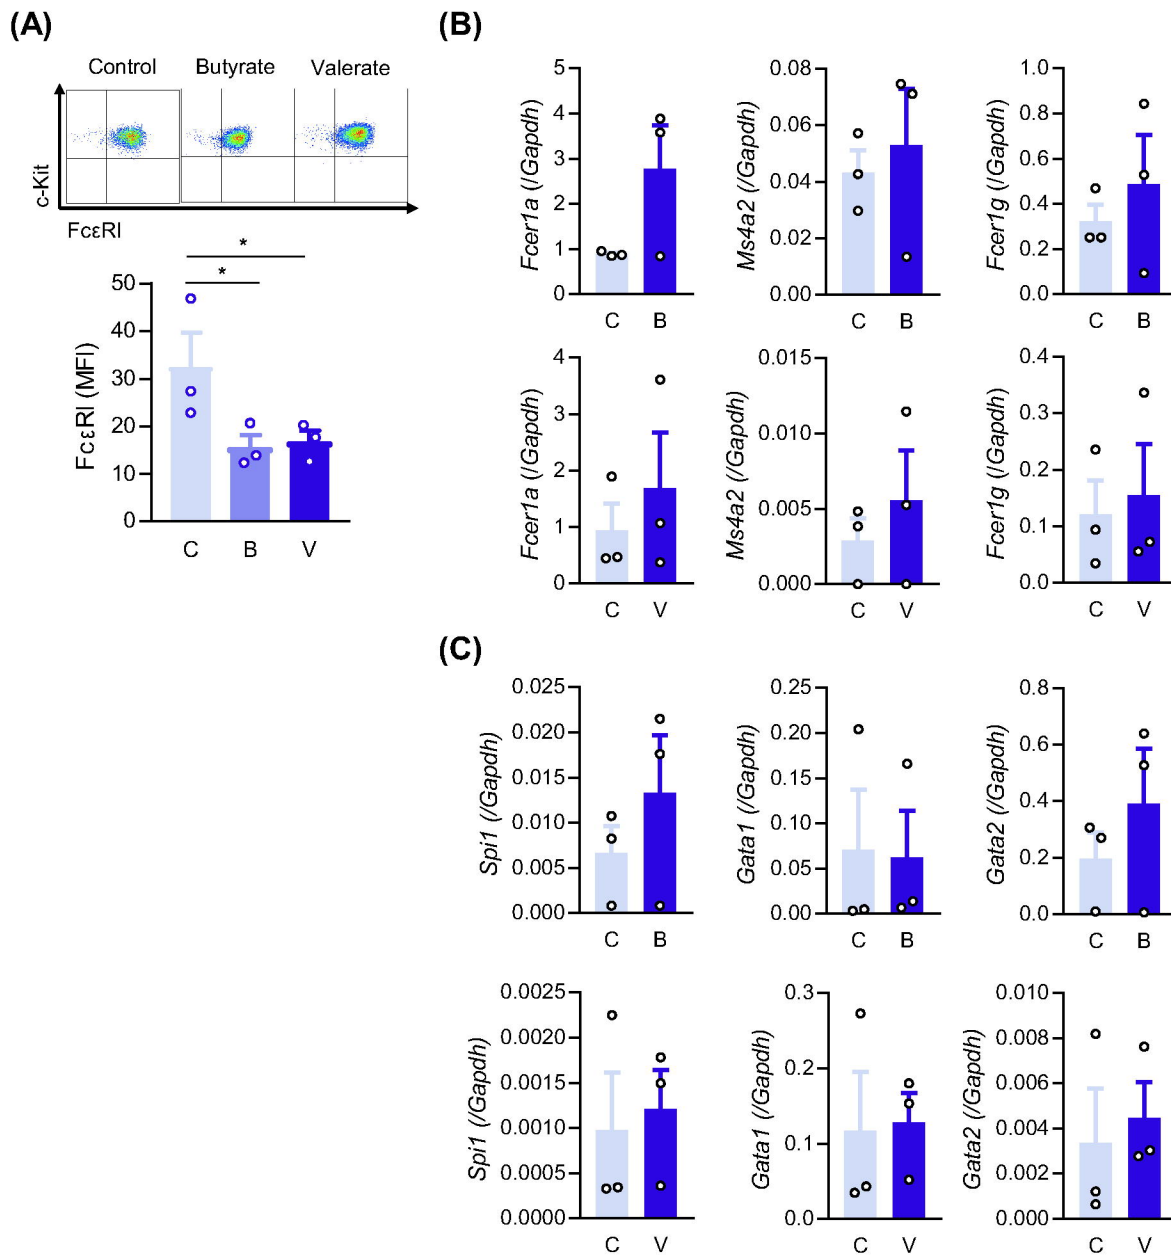 (A)
Control Butyrate Valerate
c-Kit
FcεRI
* 
*
50
40
30
20
10
0
FcεRI (MFI)
C B V
(B)
5
4
3
2
1
0
Fcer1a (/Gapdh)
C B
0.08
0.06
0.04
0.02
0.00
Ms4a2 (/Gapdh)
C B
1.0
0.8
0.6
0.4
0.2
0.0
Fcer1g (/Gapdh)
C B
4
3
2
1
0
Fcer1a (/Gapdh)
C V
0.015
0.010
0.005
0.000
Ms4a2 (/Gapdh)
C V
0.4
0.3
0.2
0.1
0.0
Fcer1g (/Gapdh)
C V
(C)
0.025
0.020
0.015
0.010
0.005
0.000
Spi1 (/Gapdh)
C B
0.25
0.20
0.15
0.10
0.05
0.00
Gata1 (/Gapdh)
C B
0.8
0.6
0.4
0.2
0.0
Gata2 (/Gapdh)
C B
0.0025
0.0020
0.0015
0.0010
0.0005
0.0000
Spi1 (/Gapdh)
C V
0.3
0.2
0.1
0.0
Gata1 (/Gapdh)
C V
0.010
0.008
0.006
0.004
0.002
0.000
Gata2 (/Gapdh)
C V